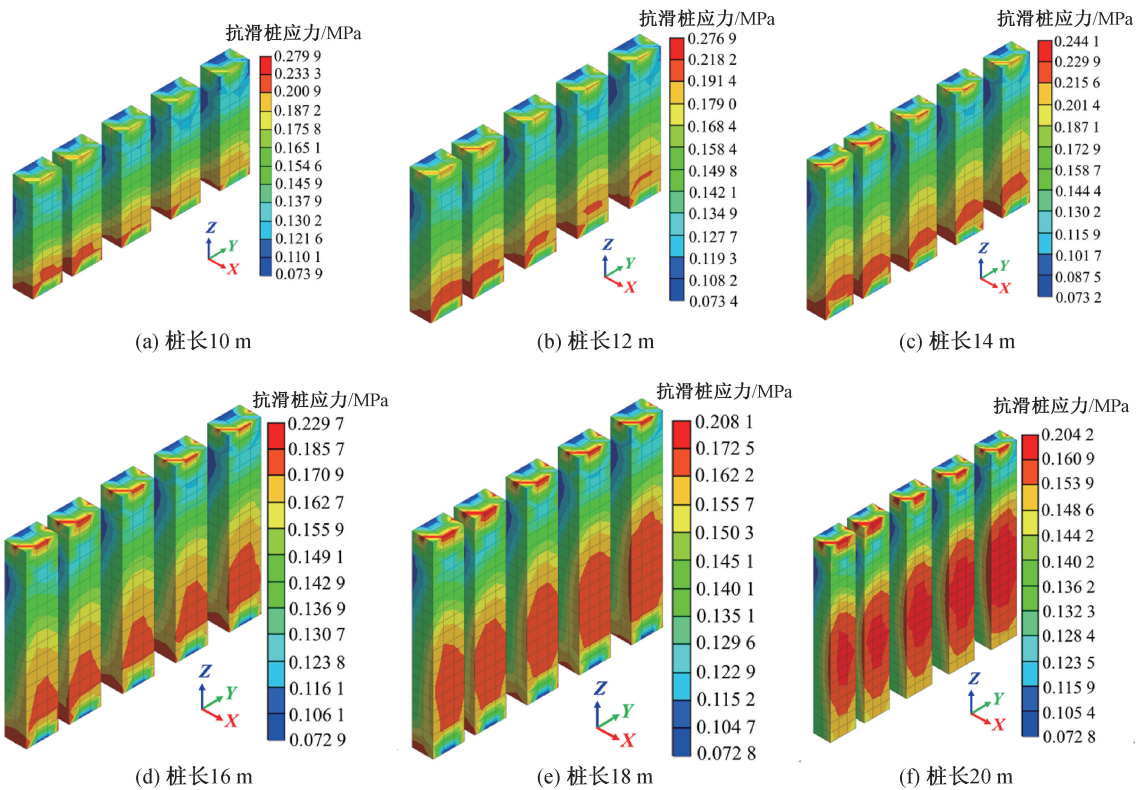 抗滑桩应力/MPa
0.279 9
0.233 3
0.200 9
0.187 2
0.175 8
0.165 1
0.154 6
0.145 9
0.137 9
0.130 2
0.121 6
0.110 1
0.073 9
Z
Y
X
(a) 桩长10 m
抗滑桩应力/MPa
0.276 9
0.218 2
0.191 4
0.179 0
0.168 4
0.158 4
0.149 8
0.142 1
0.134 9
0.127 7
0.119 3
0.108 2
0.073 4
Z
Y
X
(b) 桩长12 m
抗滑桩应力/MPa
0.244 1
0.229 9
0.215 6
0.201 4
0.187 1
0.172 9
0.158 7
0.144 4
0.130 2
0.115 9
0.101 7
0.087 5
0.073 2
Z
Y
X
(c) 桩长14 m
抗滑桩应力/MPa
0.229 7
0.185 7
0.170 9
0.162 7
0.155 9
0.149 1
0.142 9
0.136 9
0.130 7
0.123 8
0.116 1
0.106 1
0.072 9
Z
Y
X
(d) 桩长16 m
抗滑桩应力/MPa
0.208 1
0.172 5
0.162 2
0.155 7
0.150 3
0.145 1
0.140 1
0.135 1
0.129 6
0.122 9
0.115 2
0.104 7
0.072 8
Z
Y
X
(e) 桩长18 m
抗滑桩应力/MPa
0.204 2
0.160 9
0.153 9
0.148 6
0.144 2
0.140 2
0.136 2
0.132 3
0.128 4
0.123 5
0.115 9
0.105 4
0.072 8
Z
Y
X
(f) 桩长20 m